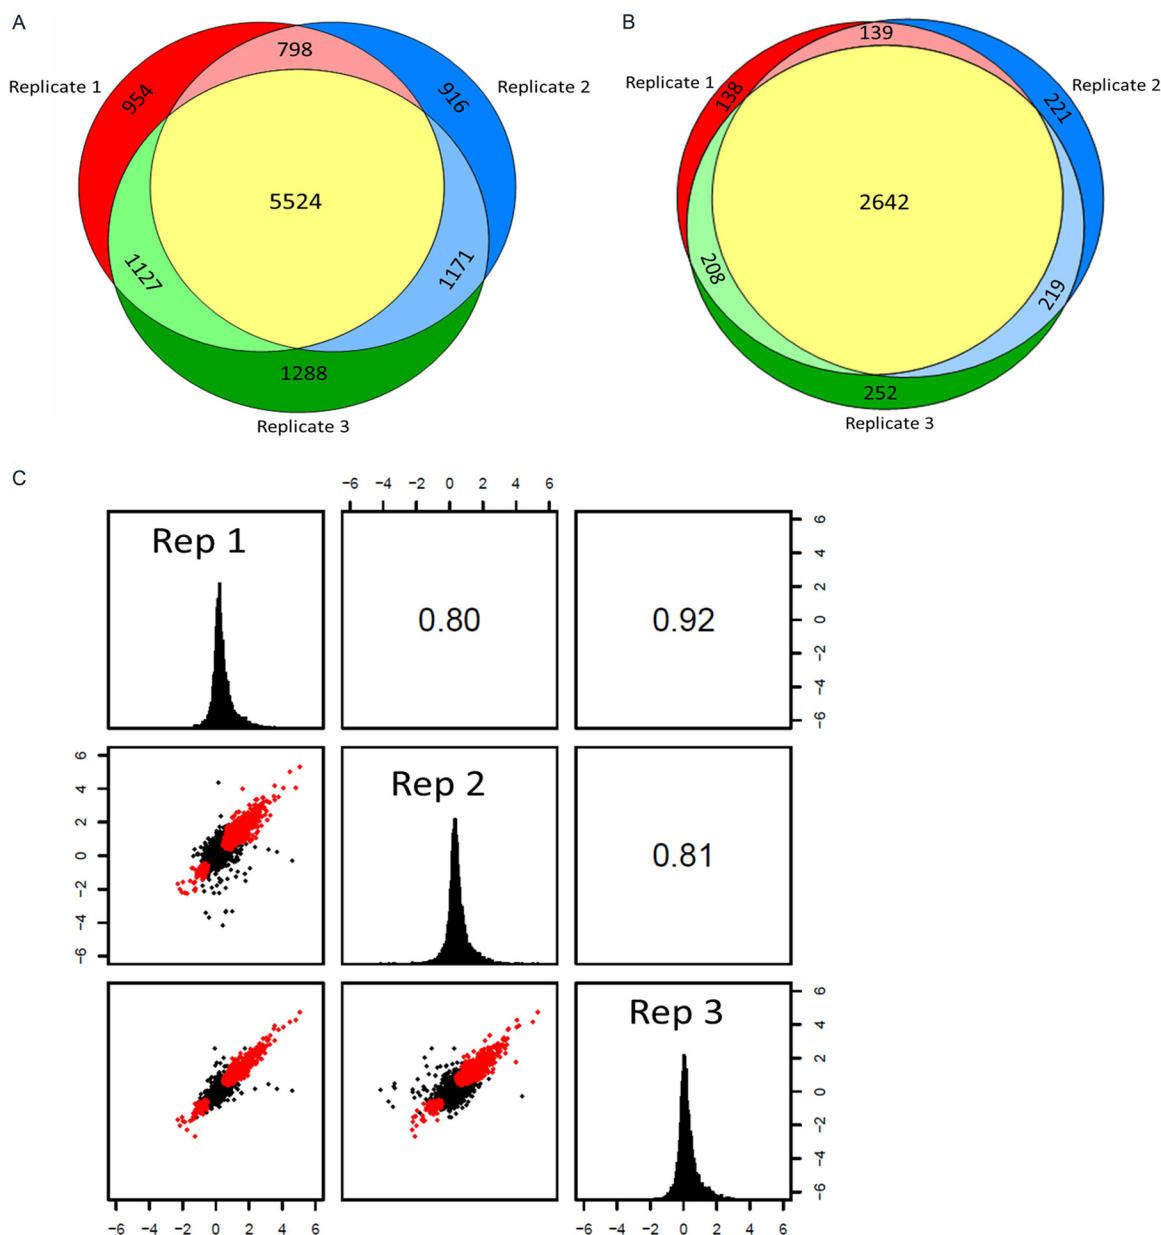 A
B
798
139
Replicate 1
954
916
Replicate 2
Replicate 1
138
221
Replicate 2
5524
2642
1127
1171
208
219
1288
252
Replicate 3
Replicate 3
C
−6 −4 −2 0 2 4 6
Rep 1
0.80
0.92
6
4
2
0
−2
−4
−6
6
4
2
0
−2
−4
−6
Rep 2
0.81
Rep 3
6
4
2
0
−2
−4
−6
−6 −4 −2 0 2 4 6
−6 −4 −2 0 2 4 6